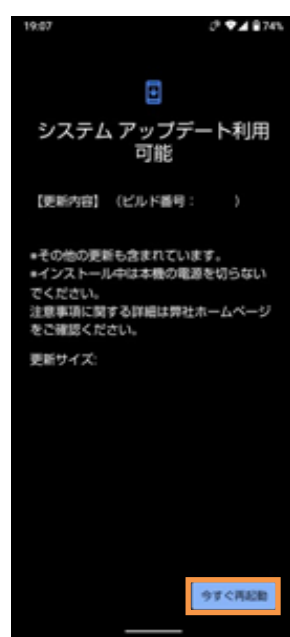 19:07 74%
システム アップデート利用
可能
【更新内容】（ビルド番号： ）
*その他の更新も含まれています。
*インストール中は本機の電源を切らない
でください。
注意事項に関する詳細は弊社ホームページ
をご確認ください。
更新サイズ:
今すぐ再起動